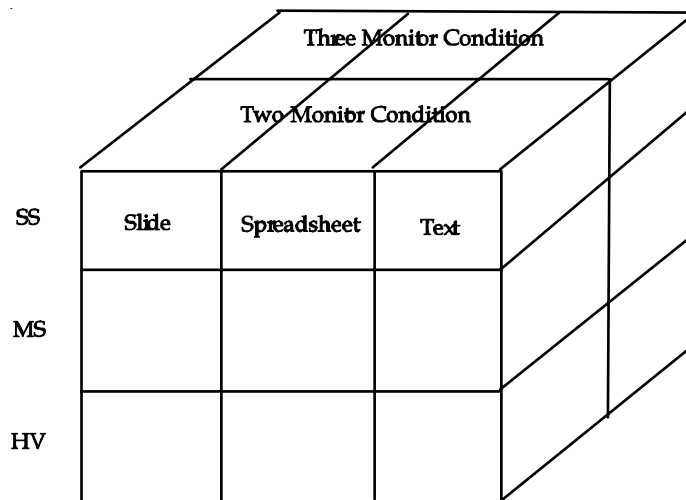 Three Monitor Condition
Two Monitor Condition
SS Slide Spreadsheet Text
MS
HV